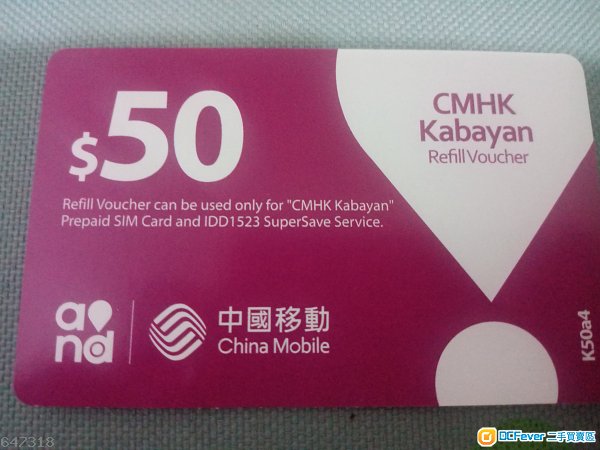 $50
CMHK
Kabayan
Refill Voucher
Refill Voucher can be used only for "CMHK Kabayan"
Prepaid SIM Card and IDD1523 SuperSave Service.
and
中國移動
China Mobile
K50a4
647318
DCFever 二手買賣區